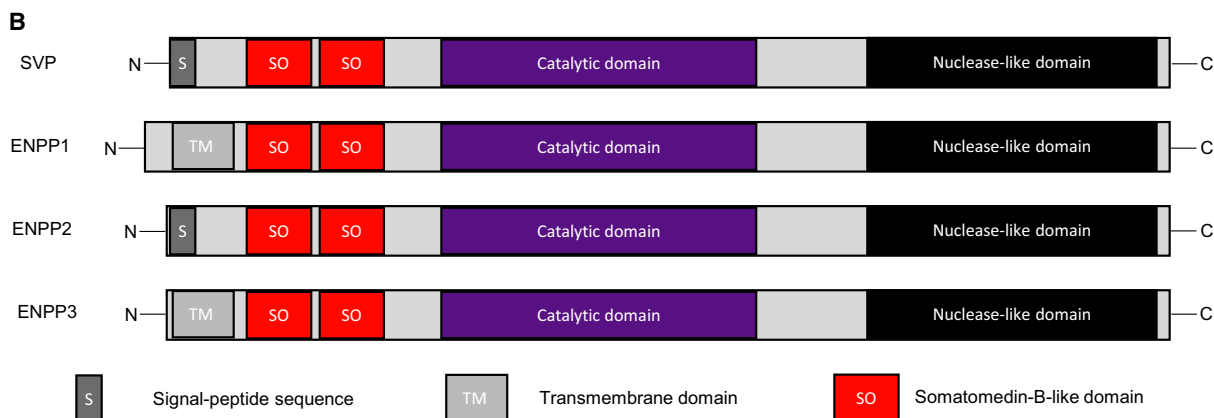 B
SVP N S SO SO Catalytic domain Nuclease-like domain C
ENPP1 N TM SO SO Catalytic domain Nuclease-like domain C
ENPP2 N S SO SO Catalytic domain Nuclease-like domain C
ENPP3 N TM SO SO Catalytic domain Nuclease-like domain C
S Signal-peptide sequence TM Transmembrane domain SO Somatomedin-B-like domain